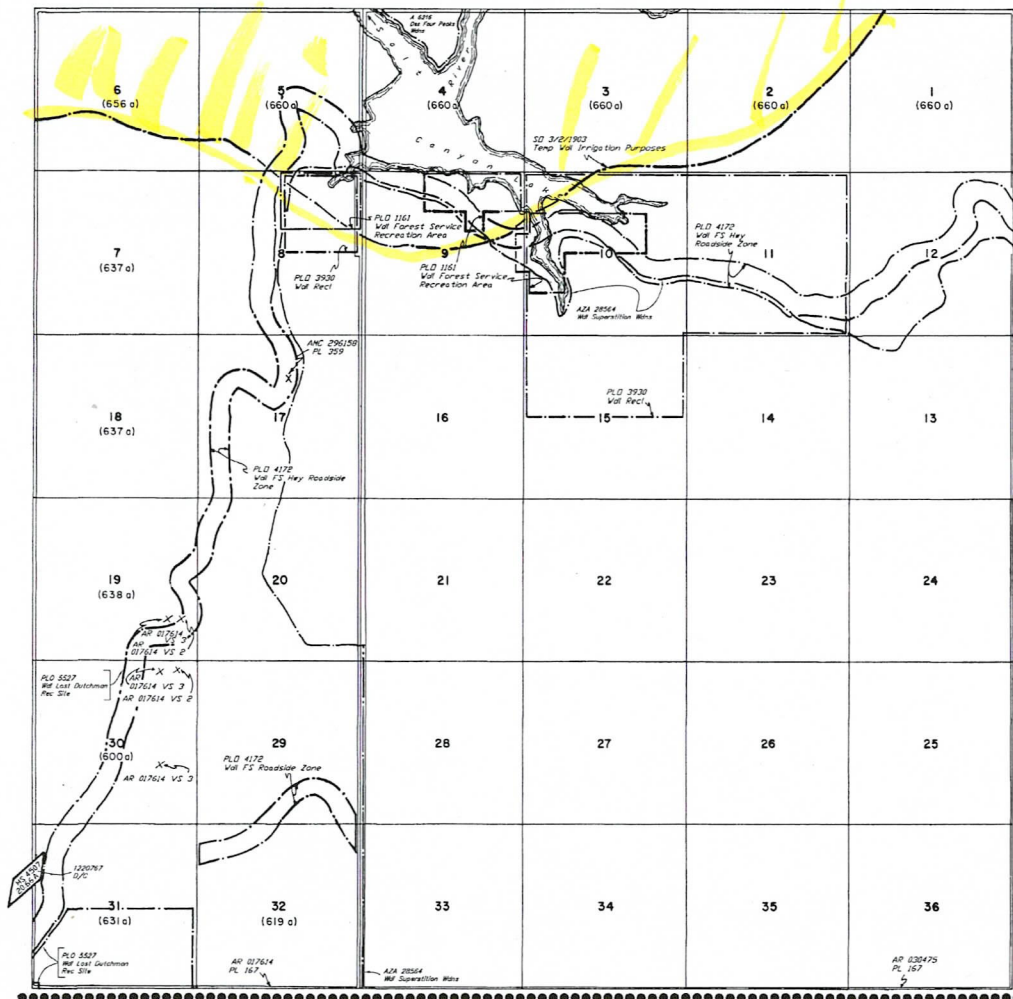 A 6216
Des Four Peaks
Wdns
Salt
River
6
(656 a)
5
(660 a)
4
(660 a)
3
(660 a)
2
(660 a)
1
(660 a)
SO 3/2/1903
Temp Wdl Irrigation Purposes
Canyon
Lake
7
(637 a)
8
PLO 1161
Wdl Forest Service
Recreation Area
9
10
PLO 4172
Wdl FS Hwy
Roadside Zone
11
12
PLO 3930
Wdl Recl
PLO 1161
Wdl Forest Service
Recreation Area
AZA 28564
Wdl Superstition Wdns
AMC 296158
PL 359
PLO 3930
Wdl Recl
18
(637 a)
17
16
15
14
13
PLO 4172
Wdl FS Hwy Roadside
Zone
19
(638 a)
20
21
22
23
24
AR 017614
VS 3
AR
017614 VS 2
PLO 5527
Wdl Lost Dutchman
Rec Site
AR
017614 VS 3
AR 017614 VS 2
30
(600 a)
29
28
27
26
25
AR 017614 VS 3
PLO 4172
Wdl FS Roadside Zone
HS 4507
20.65 A
1220767
O/G
31
(631 a)
32
(619 a)
33
34
35
36
PLO 5527
Wdl Lost Dutchman
Rec Site
AR 017614
PL 167
AZA 28564
Wdl Superstition Wdns
AR 030475
PL 167